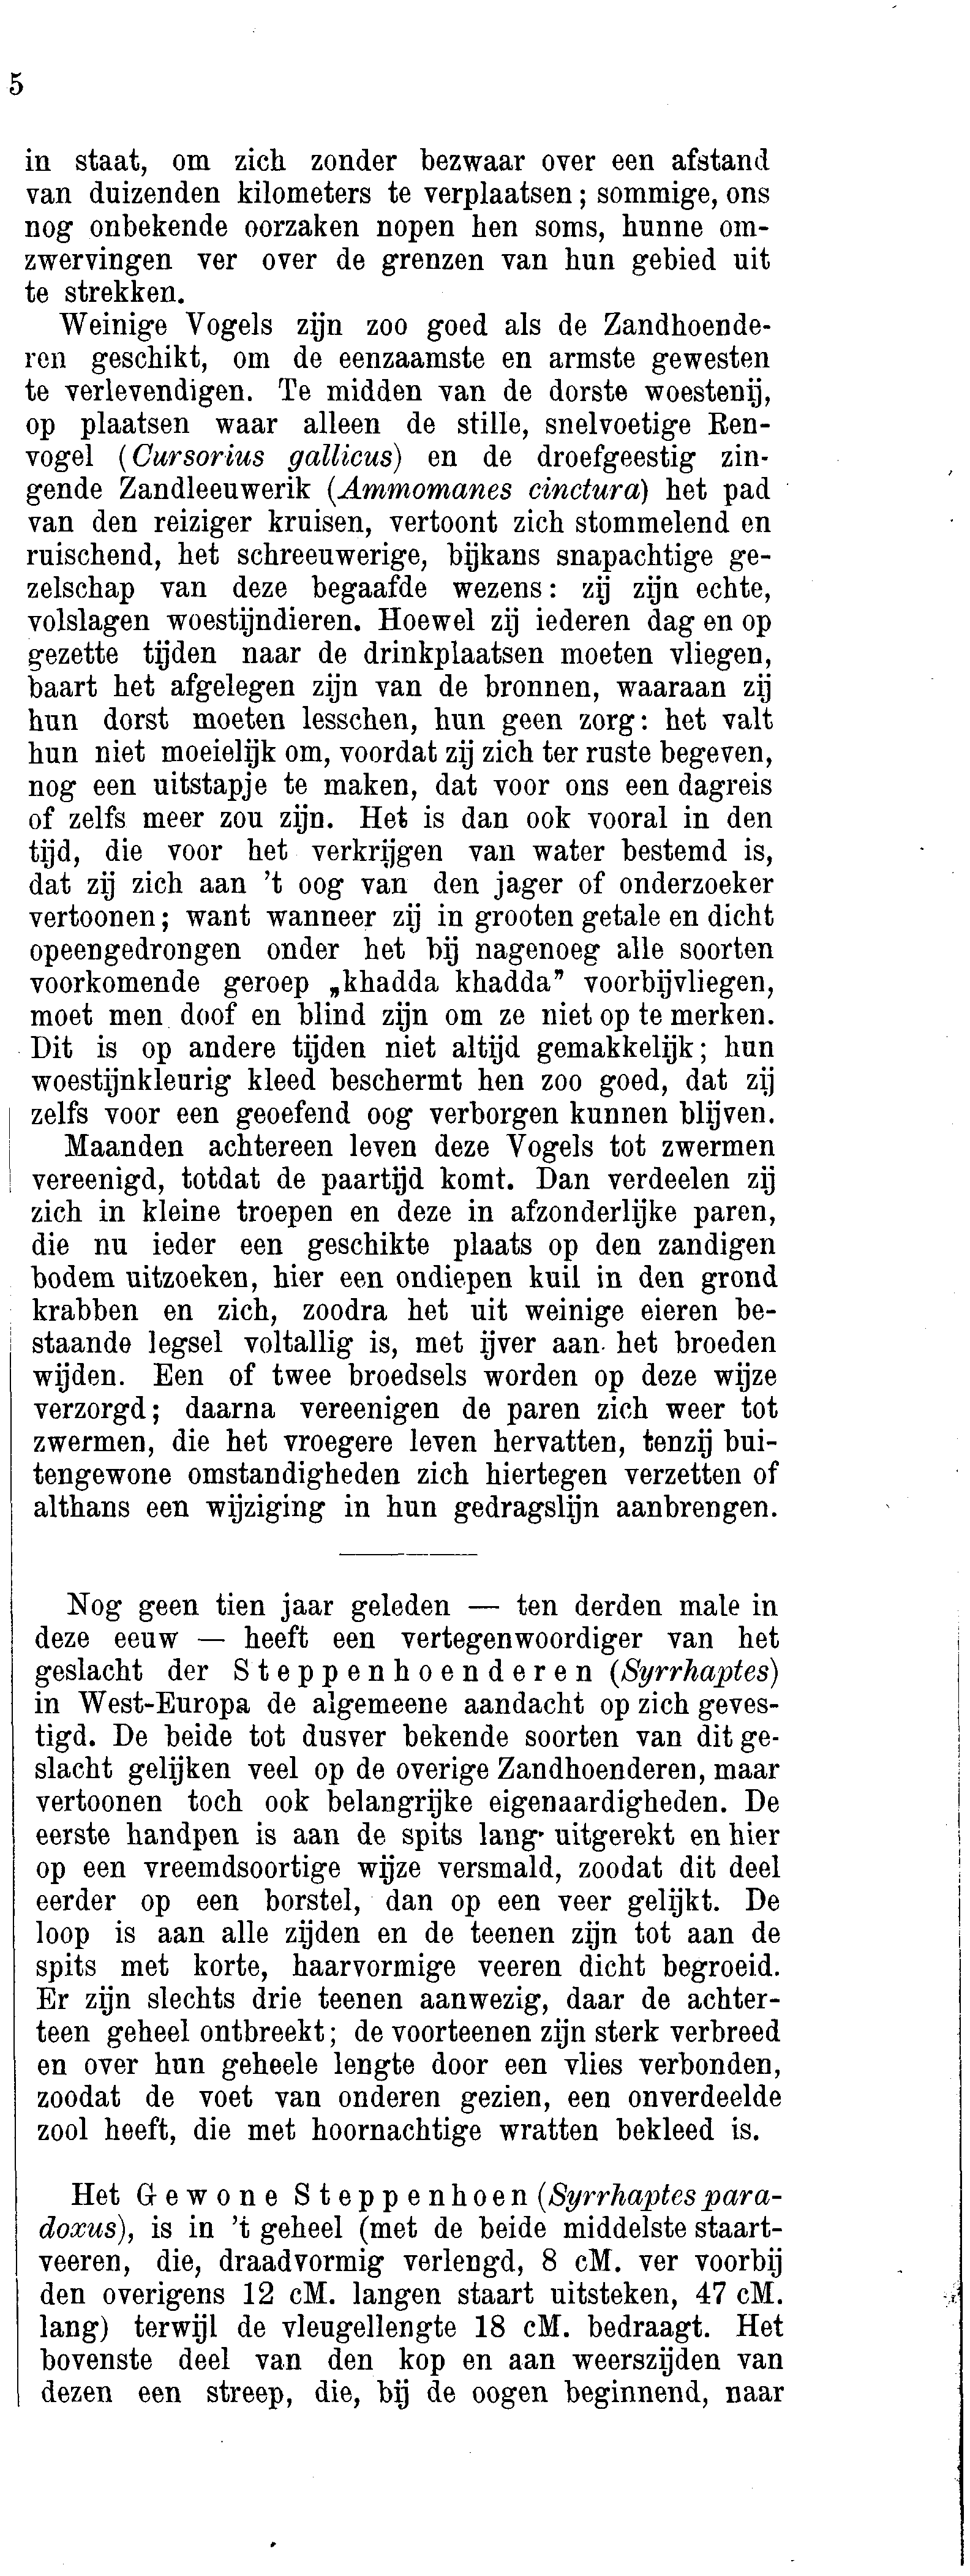 5
in staat, om zich zonder bezwaar over een afstand
van duizenden kilometers te verplaatsen; sommige, ons
nog onbekende oorzaken nopen hen soms, hunne om-
zwervingen ver over de grenzen van hun gebied uit
te strekken.
Weinige Vogels zijn zoo goed als de Zandhoende-
ren geschikt, om de eenzaamste en armste gewesten
te verlevendigen. Te midden van de dorste woestenij,
op plaatsen waar alleen de stille, snelvoetige Ren-
vogel (Cursorius gallicus) en de droefgeestig zin-
gende Zandleeuwerik (Ammomanes cinctura) het pad
van den reiziger kruisen, vertoont zich stommelend en
ruischend, het schreeuwerige, bijkans snapachtige ge-
zelschap van deze begaafde wezens: zij zijn echte,
volslagen woestijndieren. Hoewel zij iederen dag en op
gezette tijden naar de drinkplaatsen moeten vliegen,
baart het afgelegen zijn van de bronnen, waaraan zij
hun dorst moeten lesschen, hun geen zorg: het valt
hun niet moeielijk om, voordat zij zich ter ruste begeven,
nog een uitstapje te maken, dat voor ons een dagreis
of zelfs meer zou zijn. Het is dan ook vooral in den
tijd, die voor het verkrijgen van water bestemd is,
dat zij zich aan 't oog van den jager of onderzoeker
vertoonen; want wanneer zij in grooten getale en dicht
opeengedrongen onder het bij nagenoeg alle soorten
voorkomende geroep „khadda khadda” voorbijvliegen,
moet men doof en blind zijn om ze niet op te merken.
Dit is op andere tijden niet altijd gemakkelijk; hun
woestijnkleurig kleed beschermt hen zoo goed, dat zij
zelfs voor een geoefend oog verborgen kunnen blijven.
Maanden achtereen leven deze Vogels tot zwermen
vereenigd, totdat de paartijd komt. Dan verdeelen zij
zich in kleine troepen en deze in afzonderlijke paren,
die nu ieder een geschikte plaats op den zandigen
bodem uitzoeken, hier een ondiepen kuil in den grond
krabben en zich, zoodra het uit weinige eieren be-
staande legsel voltallig is, met ijver aan het broeden
wijden. Een of twee broedsels worden op deze wijze
verzorgd; daarna vereenigen de paren zich weer tot
zwermen, die het vroegere leven hervatten, tenzij bui-
tengewone omstandigheden zich hiertegen verzetten of
althans een wijziging in hun gedragslijn aanbrengen.
Nog geen tien jaar geleden — ten derden male in
deze eeuw — heeft een vertegenwoordiger van het
geslacht der Steppenhoenderen (Syrrhaptes)
in West-Europa de algemeene aandacht op zich geves-
tigd. De beide tot dusver bekende soorten van dit ge-
slacht gelijken veel op de overige Zandhoenderen, maar
vertoonen toch ook belangrijke eigenaardigheden. De
eerste handpen is aan de spits lang uitgerekt en hier
op een vreemdsoortige wijze versmald, zoodat dit deel
eerder op een borstel, dan op een veer gelijkt. De
loop is aan alle zijden en de teenen zijn tot aan de
spits met korte, haarvormige veeren dicht begroeid.
Er zijn slechts drie teenen aanwezig, daar de achter-
teen geheel ontbreekt; de voorteenen zijn sterk verbreed
en over hun geheele lengte door een vlies verbonden,
zoodat de voet van onderen gezien, een onverdeelde
zool heeft, die met hoornachtige wratten bekleed is.
Het Gewone Steppenhoen (Syrrhaptes para-
doxus), is in 't geheel (met de beide middelste staart-
veeren, die, draadvormig verlengd, 8 cM. ver voorbij
den overigens 12 cM. langen staart uitsteken, 47 cM.
lang) terwijl de vleugellengte 18 cM. bedraagt. Het
bovenste deel van den kop en aan weerszijden van
dezen een streep, die, bij de oogen beginnend, naar